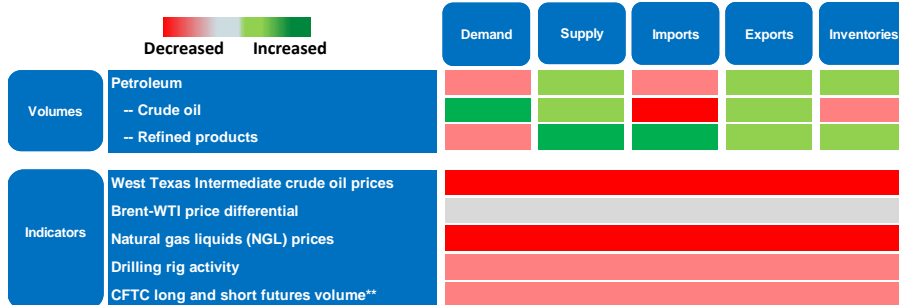 Decreased Increased
Demand Supply Imports Exports Inventories
Volumes
Petroleum
-- Crude oil
-- Refined products
Indicators
West Texas Intermediate crude oil prices
Brent-WTI price differential
Natural gas liquids (NGL) prices
Drilling rig activity
CFTC long and short futures volume**